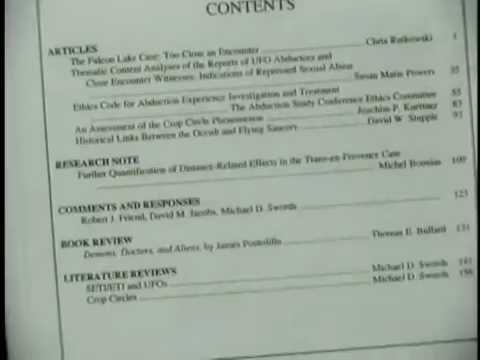 CONTENTS
ARTICLES
The Falcon Lake Case: Too Close an Encounter Chris Rutkowski 1
Thematic Content Analyses of the Reports of UFO Abductees and
Close Encounter Witnesses: Indications of Repressed Sexual Abuse
Susan Marie Powers 35
Ethics Code for Abduction Experience Investigation and Treatment
The Abduction Study Conference Ethics Committee 55
An Assessment of the Crop Circle Phenomenon Joachim P. Kuettner 83
Historical Links Between the Occult and Flying Saucers David W. Stupple 93
RESEARCH NOTE
Further Quantification of Distance-Related Effects in the Trans-en-Provence Case
Michel Bounias 109
COMMENTS AND RESPONSES
Robert J. Friend, David M. Jacobs, Michael D. Swords 123
BOOK REVIEW
Demons, Doctors, and Aliens, by James Pontolillo Thomas E. Bullard 151
LITERATURE REVIEWS
SETI/ETI and UFOs Michael D. Swords
Crop Circles Michael D. Swords